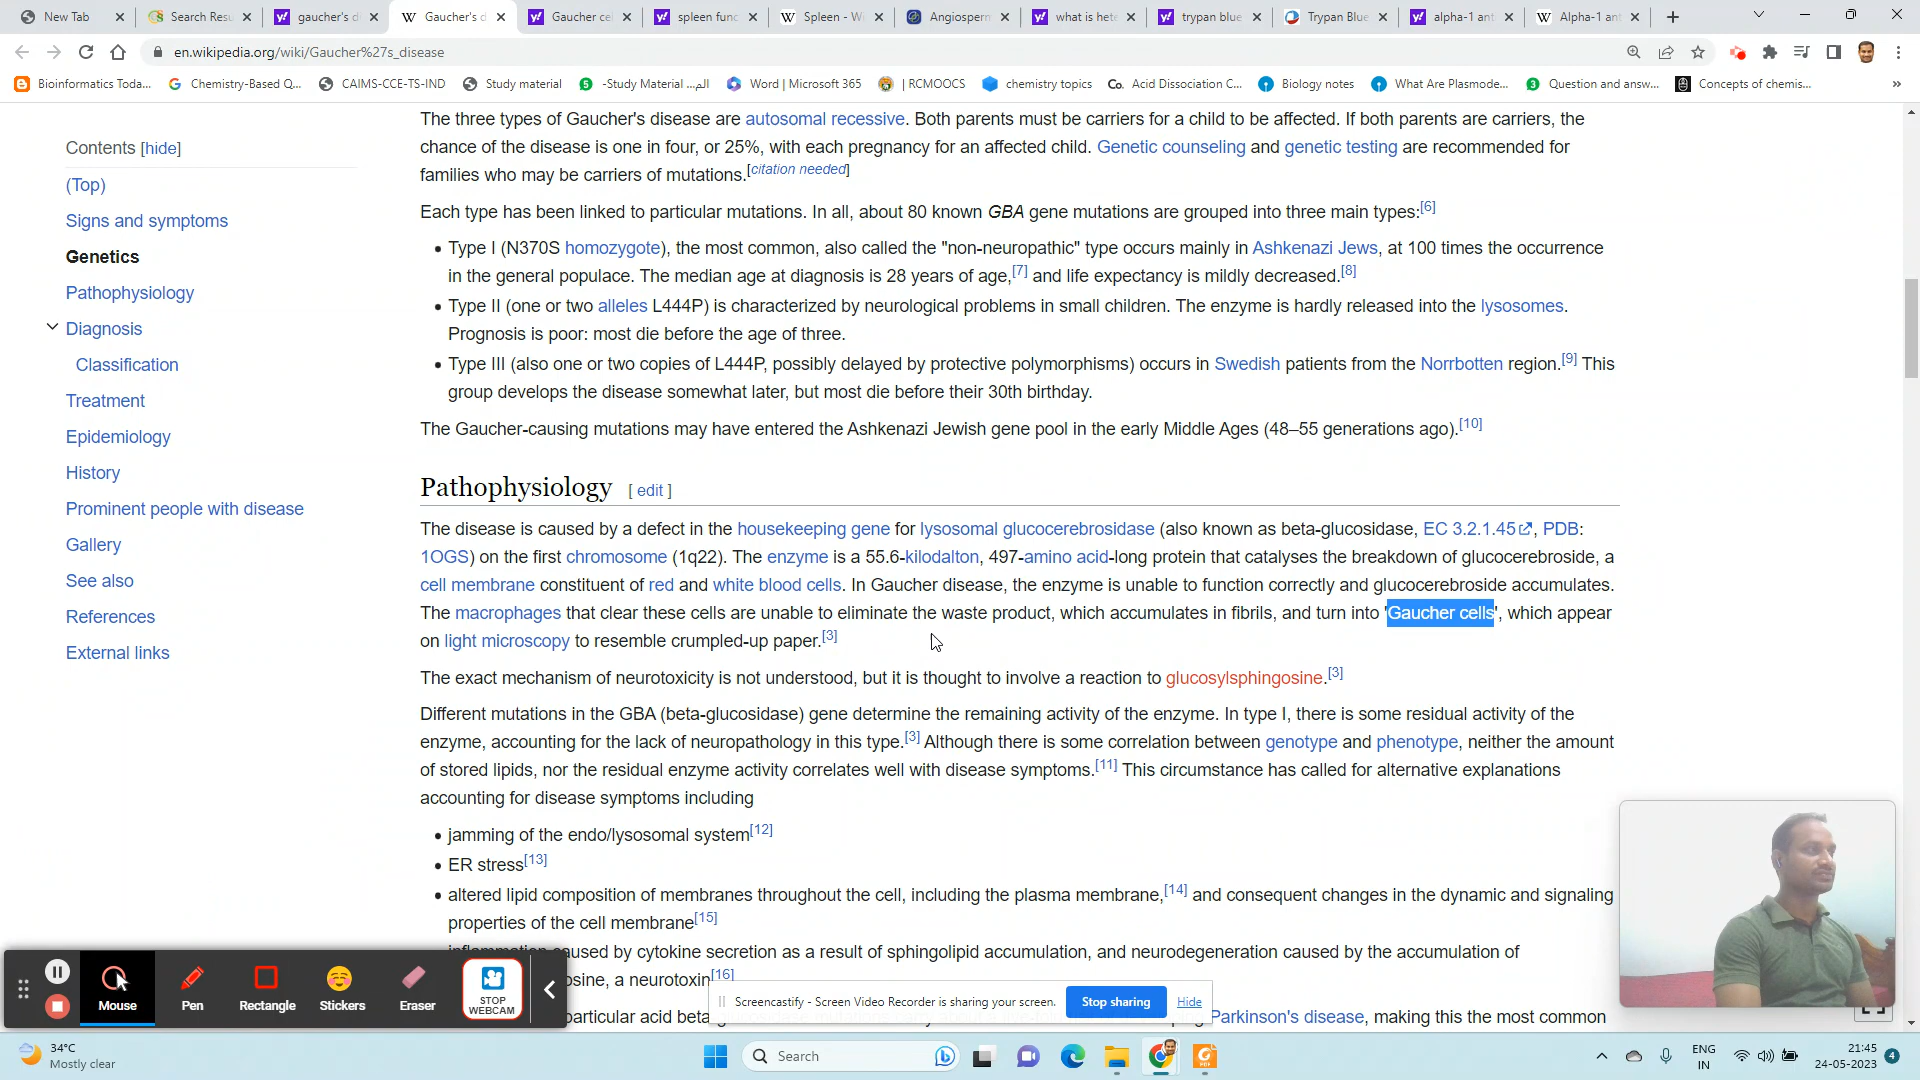 New Tab
Search Resu
gaucher's d
Gaucher's d
Gaucher cel
spleen func
Spleen - Wi
Angiosperm
what is hete
trypan blue
Trypan Blue
alpha-1 ant
Alpha-1 ant
en.wikipedia.org/wiki/Gaucher%27s_disease
Bioinformatics Toda...
Chemistry-Based Q...
CAIMS-CCE-TS-IND
Study material
-Study Material ...ال
Word | Microsoft 365
| RCMOOCS
chemistry topics
Co. Acid Dissociation C...
Biology notes
What Are Plasmode...
Question and answ...
Concepts of chemis...
»
Contents [hide]
(Top)
Signs and symptoms
Genetics
Pathophysiology
Diagnosis
Classification
Treatment
Epidemiology
History
Prominent people with disease
Gallery
See also
References
External links
The three types of Gaucher's disease are autosomal recessive. Both parents must be carriers for a child to be affected. If both parents are carriers, the
chance of the disease is one in four, or 25%, with each pregnancy for an affected child. Genetic counseling and genetic testing are recommended for
families who may be carriers of mutations.[citation needed]
Each type has been linked to particular mutations. In all, about 80 known GBA gene mutations are grouped into three main types:[6]
• Type I (N370S homozygote), the most common, also called the "non-neuropathic" type occurs mainly in Ashkenazi Jews, at 100 times the occurrence
in the general populace. The median age at diagnosis is 28 years of age,[7] and life expectancy is mildly decreased.[8]
• Type II (one or two alleles L444P) is characterized by neurological problems in small children. The enzyme is hardly released into the lysosomes.
Prognosis is poor: most die before the age of three.
• Type III (also one or two copies of L444P, possibly delayed by protective polymorphisms) occurs in Swedish patients from the Norrbotten region.[9] This
group develops the disease somewhat later, but most die before their 30th birthday.
The Gaucher-causing mutations may have entered the Ashkenazi Jewish gene pool in the early Middle Ages (48–55 generations ago).[10]
Pathophysiology [ edit ]
The disease is caused by a defect in the housekeeping gene for lysosomal glucocerebrosidase (also known as beta-glucosidase, EC 3.2.1.45, PDB:
1OGS) on the first chromosome (1q22). The enzyme is a 55.6-kilodalton, 497-amino acid-long protein that catalyses the breakdown of glucocerebroside, a
cell membrane constituent of red and white blood cells. In Gaucher disease, the enzyme is unable to function correctly and glucocerebroside accumulates.
The macrophages that clear these cells are unable to eliminate the waste product, which accumulates in fibrils, and turn into 'Gaucher cells', which appear
on light microscopy to resemble crumpled-up paper.[3]
The exact mechanism of neurotoxicity is not understood, but it is thought to involve a reaction to glucosylsphingosine.[3]
Different mutations in the GBA (beta-glucosidase) gene determine the remaining activity of the enzyme. In type I, there is some residual activity of the
enzyme, accounting for the lack of neuropathology in this type.[3] Although there is some correlation between genotype and phenotype, neither the amount
of stored lipids, nor the residual enzyme activity correlates well with disease symptoms.[11] This circumstance has called for alternative explanations
accounting for disease symptoms including
• jamming of the endo/lysosomal system[12]
• ER stress[13]
• altered lipid composition of membranes throughout the cell, including the plasma membrane,[14] and consequent changes in the dynamic and signaling
properties of the cell membrane[15]
inflammation caused by cytokine secretion as a result of sphingolipid accumulation, and neurodegeneration caused by the accumulation of
sine, a neurotoxin[16]
particular acid beta
Parkinson's disease, making this the most common
Mouse
Pen
Rectangle
Stickers
Eraser
STOP
WEBCAM
Screencastify - Screen Video Recorder is sharing your screen.
Stop sharing
Hide
34°C
Mostly clear
Search
ENG
IN
21:45
24-05-2023
4